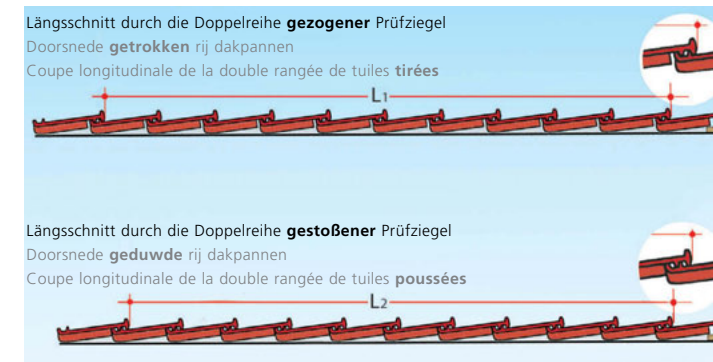 Längsschnitt durch die Doppelreihe gezogener Prüfziegel
Doorsnede getrokken rij dakpannen
Coupe longitudinale de la double rangée de tuiles tirées
L1
Längsschnitt durch die Doppelreihe gestoßener Prüfziegel
Doorsnede geduwde rij dakpannen
Coupe longitudinale de la double rangée de tuiles poussées
L2